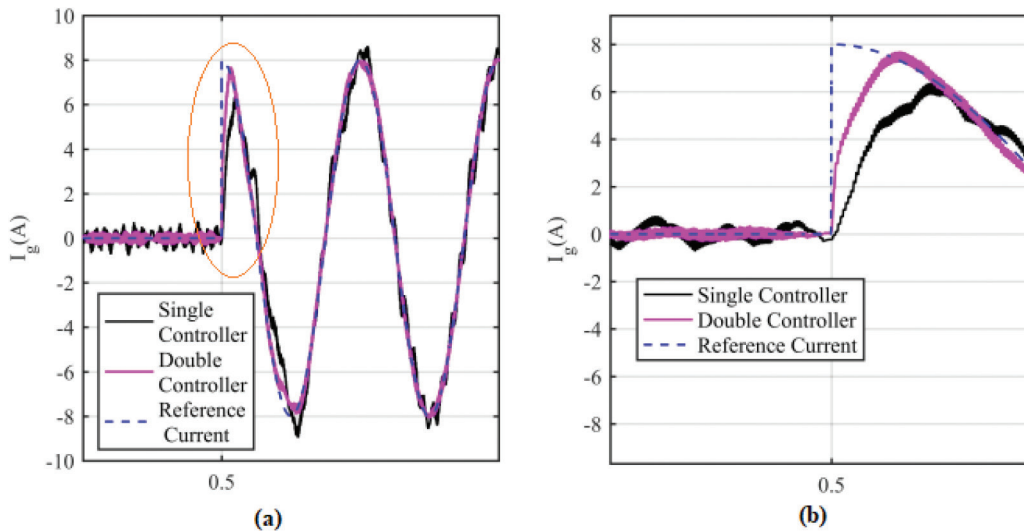 10
8
6
4
2
0
-2
-4
-6
-8
-10
I_g(A)
Single
Controller
Double
Controller
Reference
Current
0.5
(a)
8
6
4
2
0
-2
-4
-6
-8
I_g(A)
Single Controller
Double Controller
Reference Current
0.5
(b)